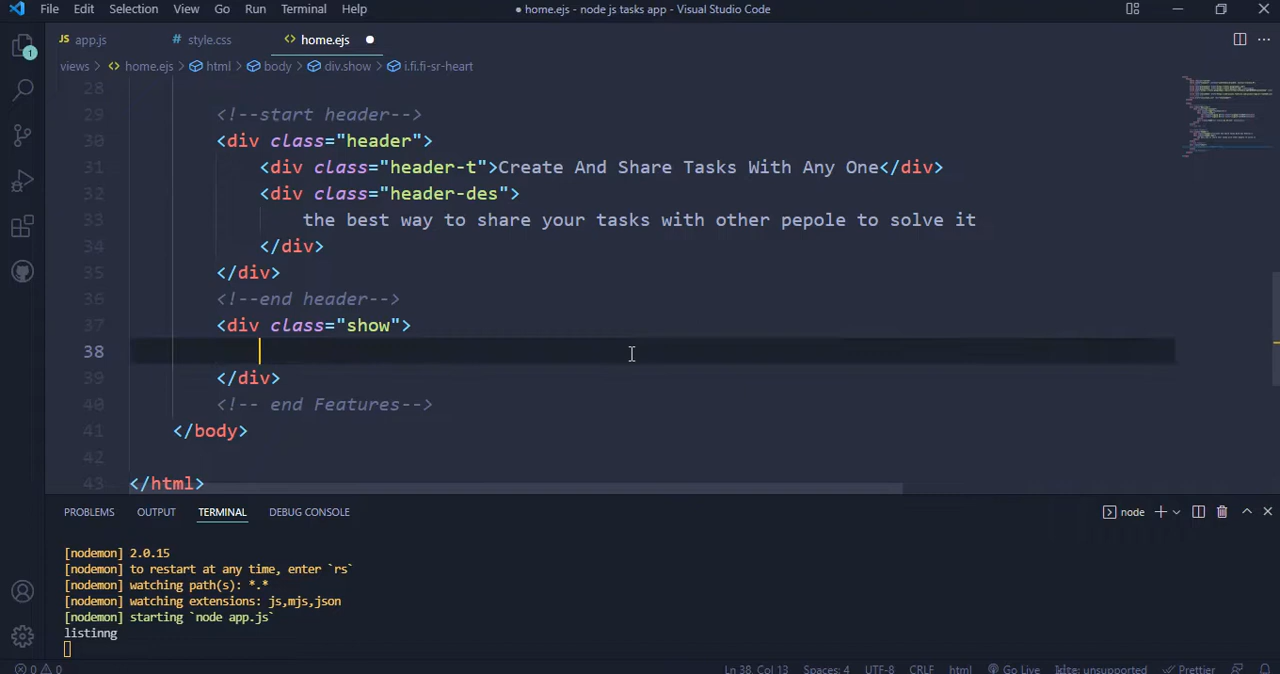 File Edit Selection View Go Run Terminal Help ● home.ejs - node js tasks app - Visual Studio Code
JS app.js # style.css <> home.ejs ●
views > <> home.ejs > html > body > div.show > i.fi.fi-sr-heart
1
28
29 <!--start header-->
30 <div class="header">
31 <div class="header-t">Create And Share Tasks With Any One</div>
32 <div class="header-des">
33 the best way to share your tasks with other pepole to solve it
34 </div>
35 </div>
36 <!--end header-->
37 <div class="show">
38
39 </div>
40 <!-- end Features-->
41 </body>
42
43 </html>
PROBLEMS OUTPUT TERMINAL DEBUG CONSOLE node
[nodemon] 2.0.15
[nodemon] to restart at any time, enter `rs`
[nodemon] watching path(s): *.*
[nodemon] watching extensions: js,mjs,json
[nodemon] starting `node app.js`
listinng
0 0 Ln 38, Col 13 Spaces: 4 UTF-8 CRLF html Go Live unsupported Prettier